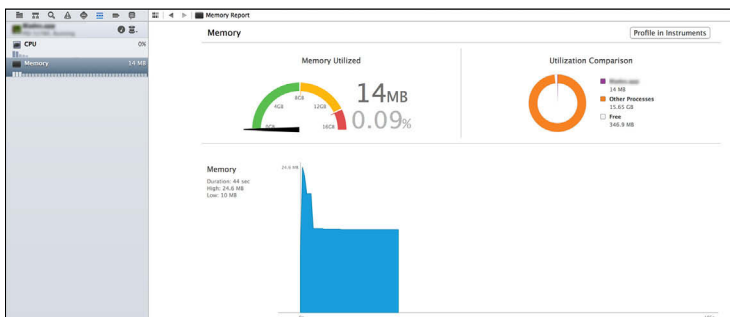 Memory Report
CPU
0%
Memory
14 MB
Memory
Profile in Instruments
Memory Utilized
0GB
4GB
8GB
12GB
16GB
14MB
0.09%
Utilization Comparison
14 MB
Other Processes
15.65 GB
Free
346.9 MB
Memory
Duration: 44 sec
High: 24.6 MB
Low: 10 MB
24.6 MB